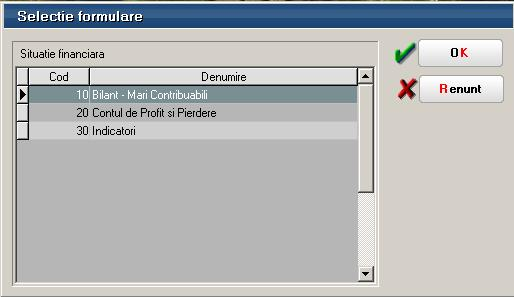 Selectie formulare
Situatie financiara
OK
Renunt
Cod Denumire
10 Bilant - Mari Contribuabili
20 Contul de Profit si Pierdere
30 Indicatori